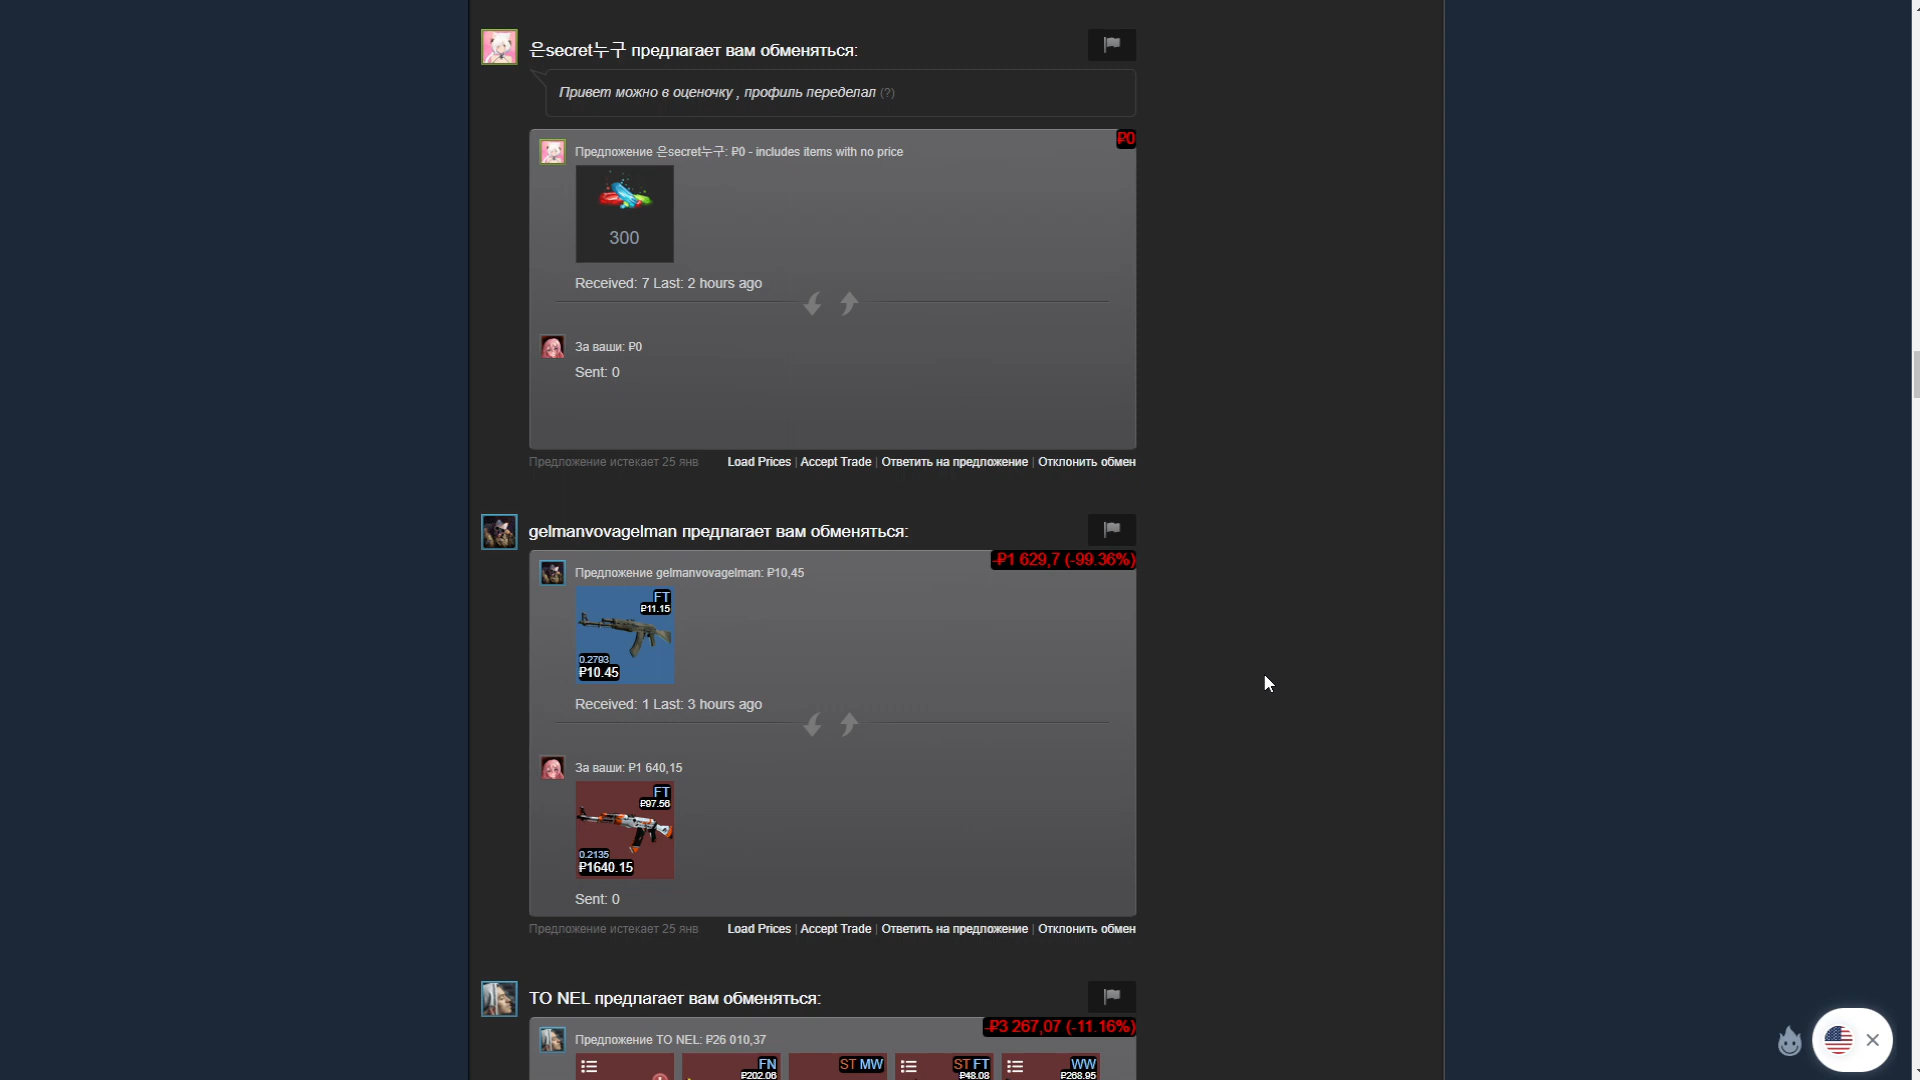 은secret누구 предлагает вам обменяться:
Привет можно в оценочку , профиль переделал (?)
₽0
Предложение 은secret누구: ₽0 - includes items with no price
300
Received: 7 Last: 2 hours ago
За ваши: ₽0
Sent: 0
Предложение истекает 25 янв
Load Prices | Accept Trade | Ответить на предложение | Отклонить обмен
gelmanvovagelman предлагает вам обменяться:
-₽1 629,7 (-99.36%)
Предложение gelmanvovagelman: ₽10,45
FT
₽11.15
0.2793
₽10.45
Received: 1 Last: 3 hours ago
За ваши: ₽1 640,15
FT
₽97.56
0.2135
₽1640.15
Sent: 0
Предложение истекает 25 янв
Load Prices | Accept Trade | Ответить на предложение | Отклонить обмен
TO NEL предлагает вам обменяться:
-₽3 267,07 (-11.16%)
Предложение TO NEL: ₽26 010,37
FN
₽202.06
ST MW
ST FT
₽48.08
WW
₽268.95